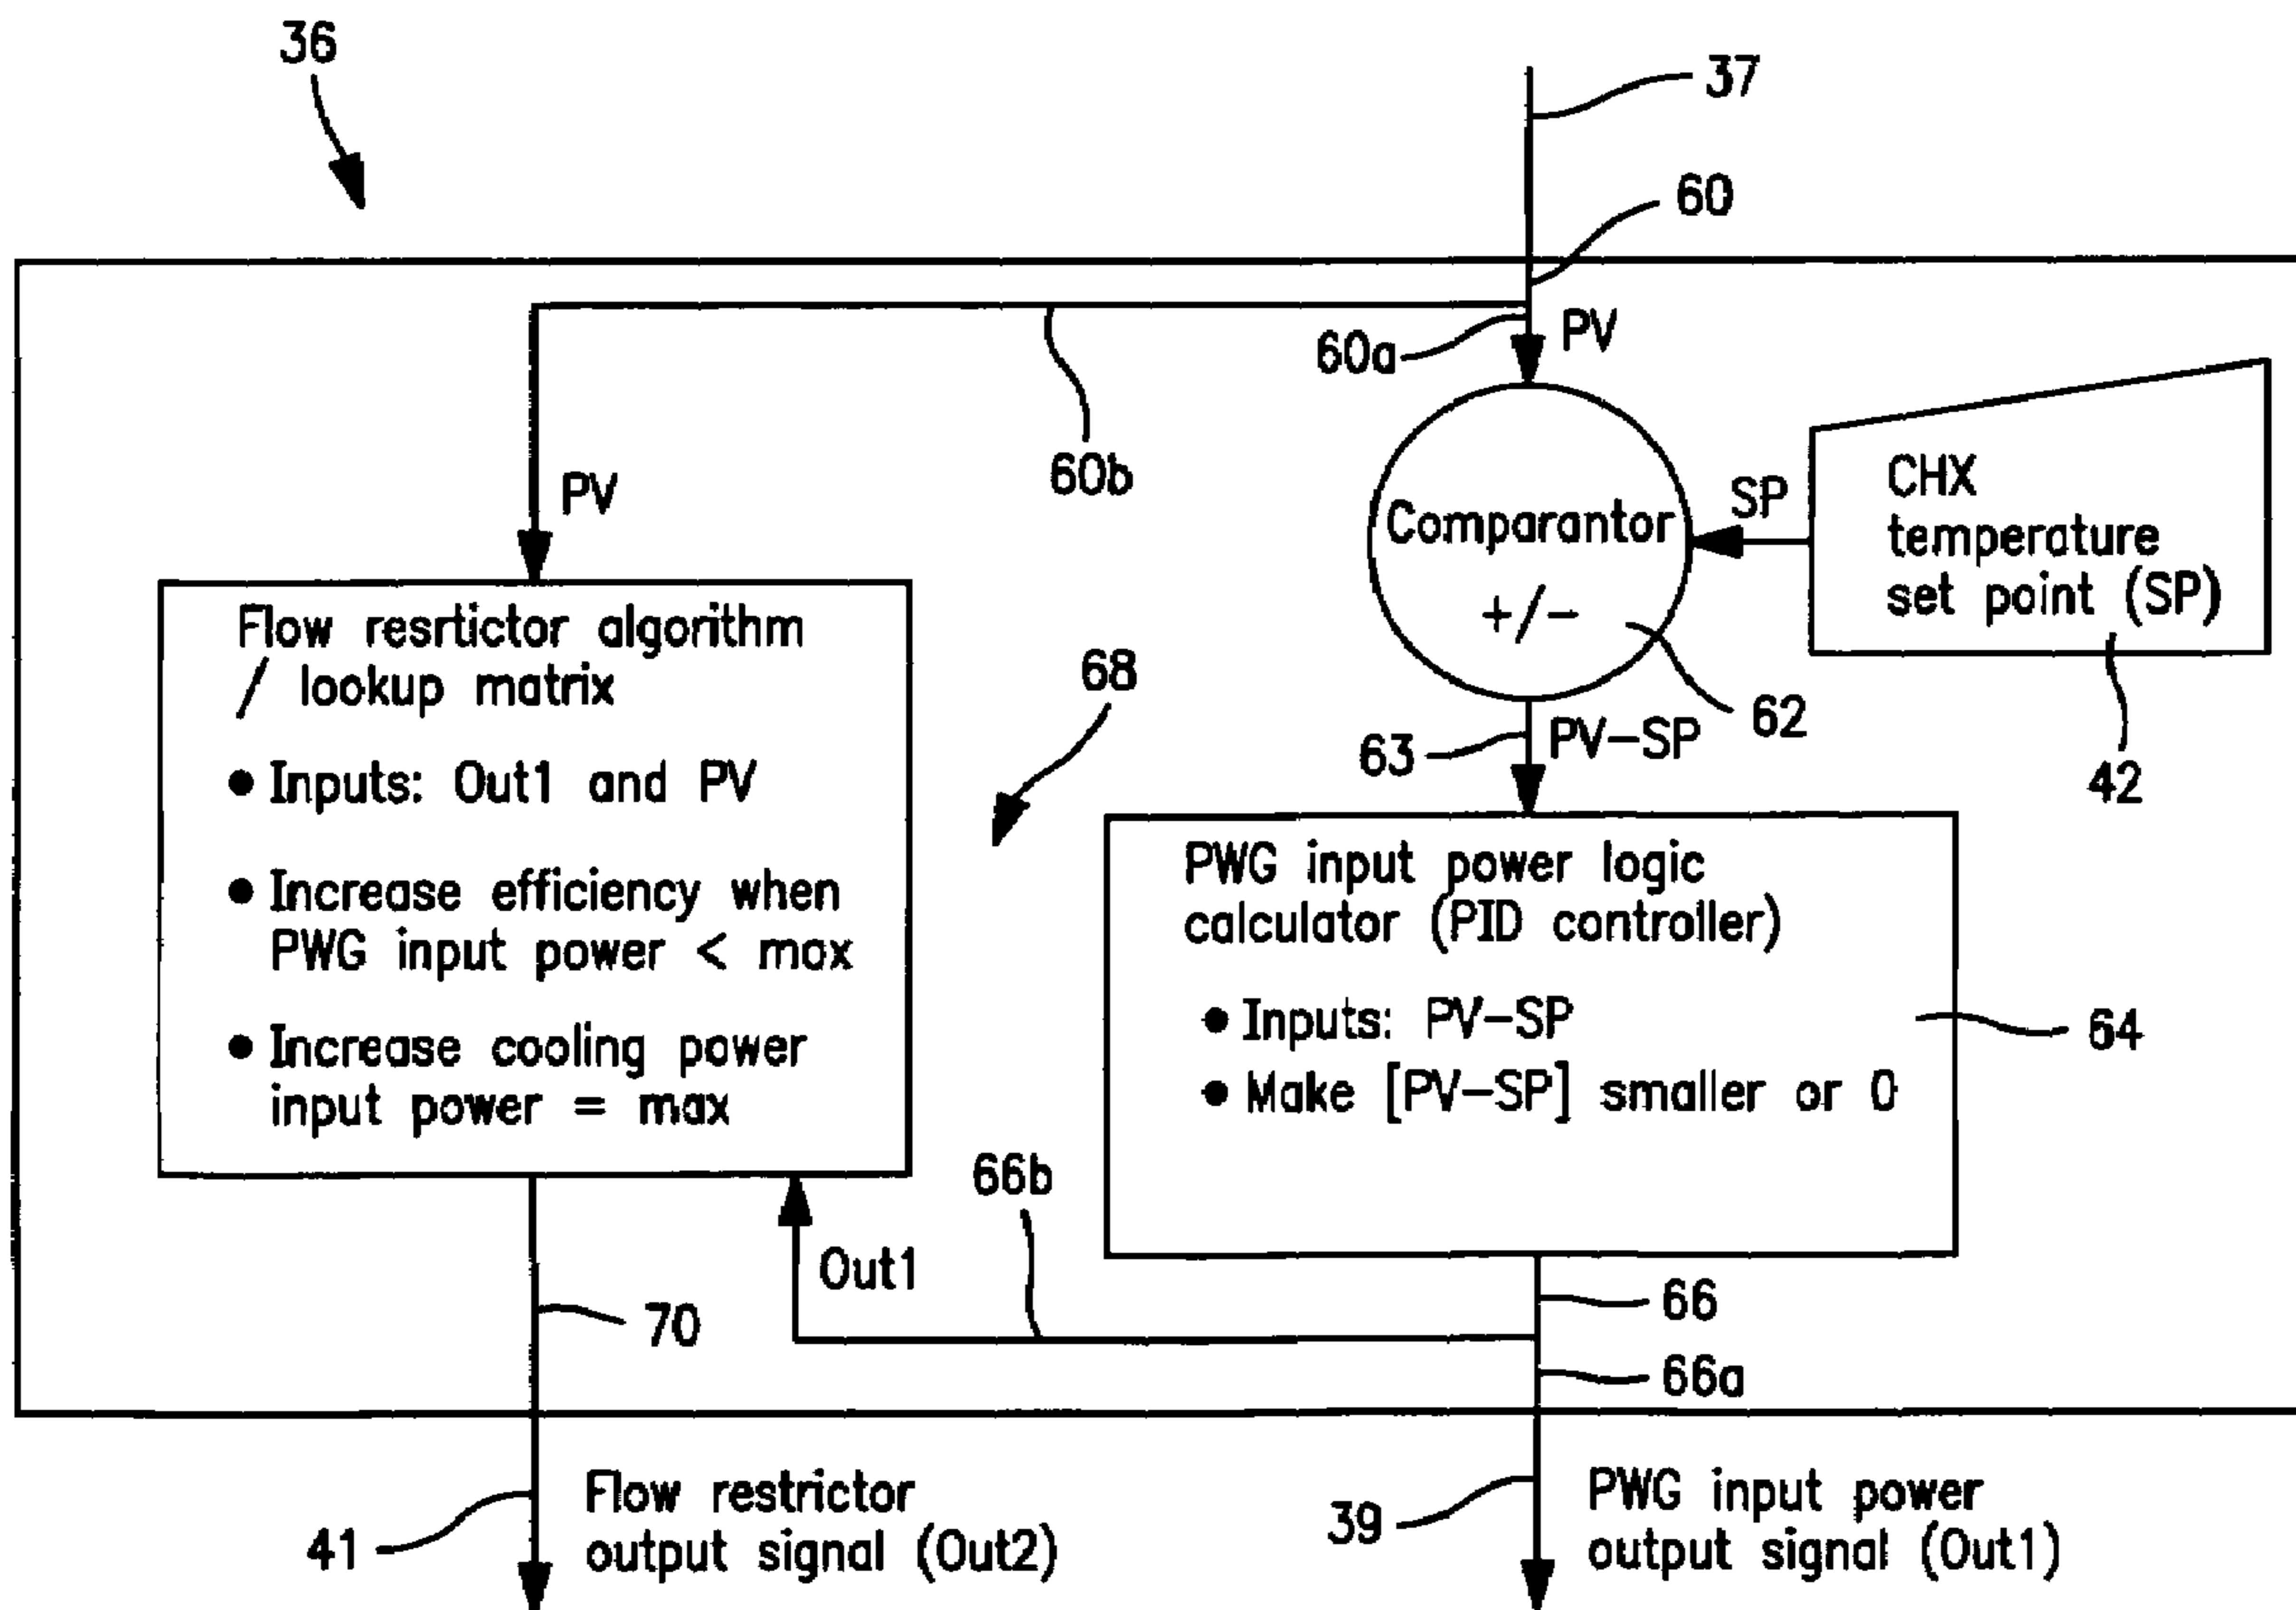 36
37
60
60a
PV
60b
PV
Comparantor
+/-
SP
CHX
temperature
set point (SP)
62
42
63
PV-SP
68
Flow resrtictor algorithm
/ lookup matrix
• Inputs: Out1 and PV
• Increase efficiency when
PWG input power < max
• Increase cooling power
input power = max
PWG input power logic
calculator (PID controller)
• Inputs: PV-SP
• Make [PV-SP] smaller or 0
64
66b
Out1
66
66a
70
41
Flow restrictor
output signal (Out2)
39
PWG input power
output signal (Out1)